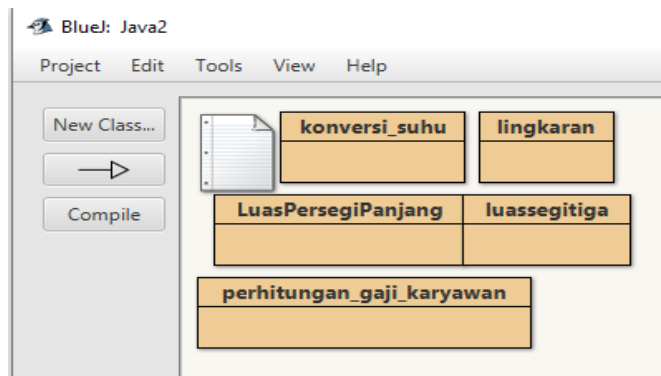 BlueJ: Java2
Project Edit Tools View Help
New Class...
Compile
konversi_suhu lingkaran
LuasPersegiPanjang luassegitiga
perhitungan_gaji_karyawan